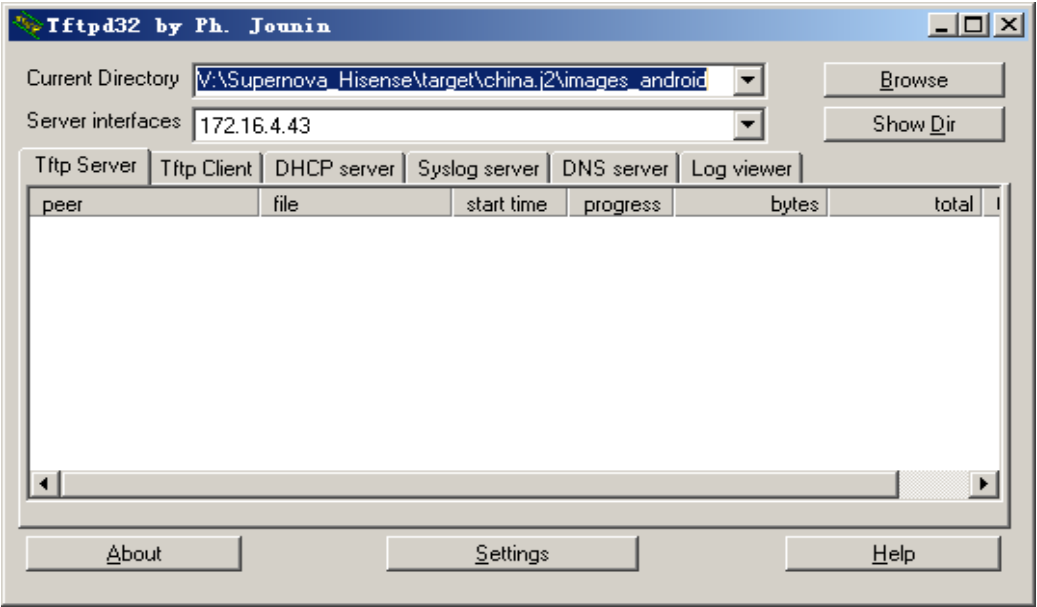 Tftpd32 by Ph. Jounin
Current Directory V:\Supernova_Hisense\target\china.j2\images_android Browse
Server interfaces 172.16.4.43 Show Dir
Tftp Server Tftp Client DHCP server Syslog server DNS server Log viewer
peer file start time progress bytes total
About Settings Help